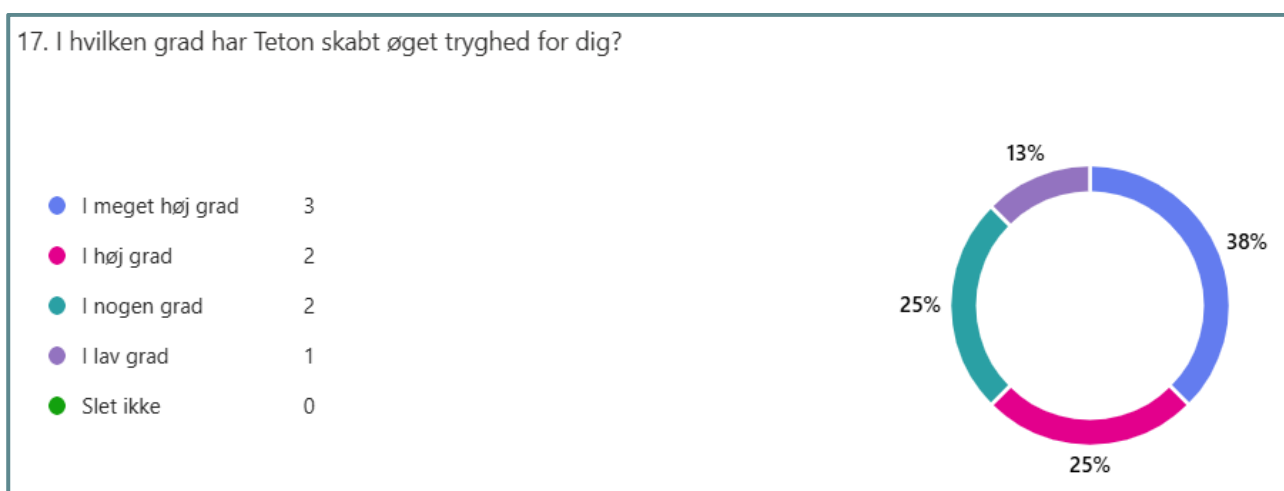 17. I hvilken grad har Teton skabt øget tryghed for dig?
I meget høj grad 3
I høj grad 2
I nogen grad 2
I lav grad 1
Slet ikke 0
13%
38%
25%
25%